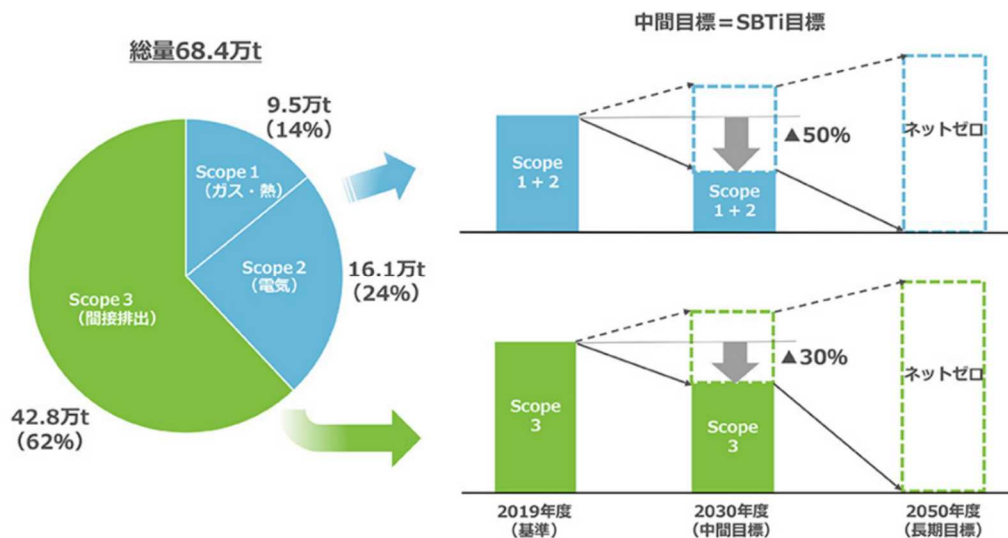 総量68.4万t
9.5万t
(14%)
Scope 1
(ガス・熱)
Scope 2
(電気)
16.1万t
(24%)
Scope 3
(間接排出)
42.8万t
(62%)
中間目標=SBTi目標
Scope
1+2
▲50%
Scope
1+2
ネットゼロ
Scope
3
▲30%
Scope
3
ネットゼロ
2019年度
(基準)
2030年度
(中間目標)
2050年度
(長期目標)